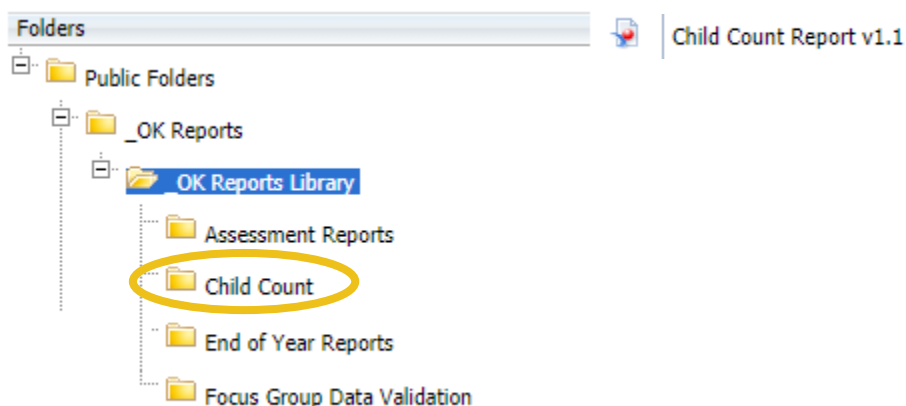 Folders
Public Folders
_OK Reports
_OK Reports Library
Assessment Reports
Child Count
End of Year Reports
Focus Group Data Validation
Child Count Report v1.1